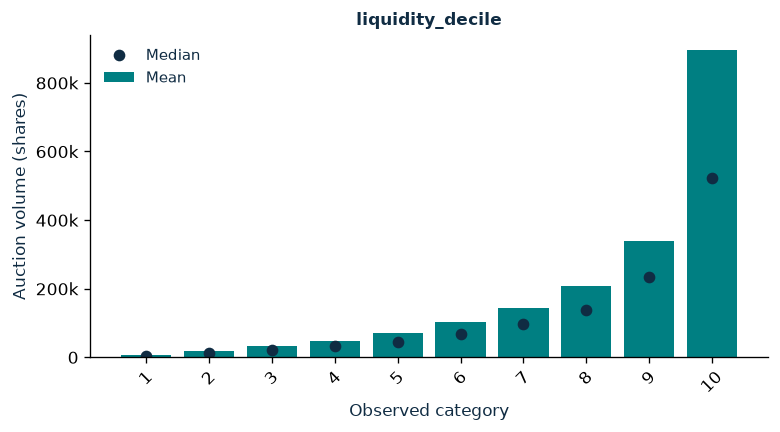 liquidity_decile
Median
Mean
Auction volume (shares)
800k
600k
400k
200k
0
1 2 3 4 5 6 7 8 9 10
Observed category